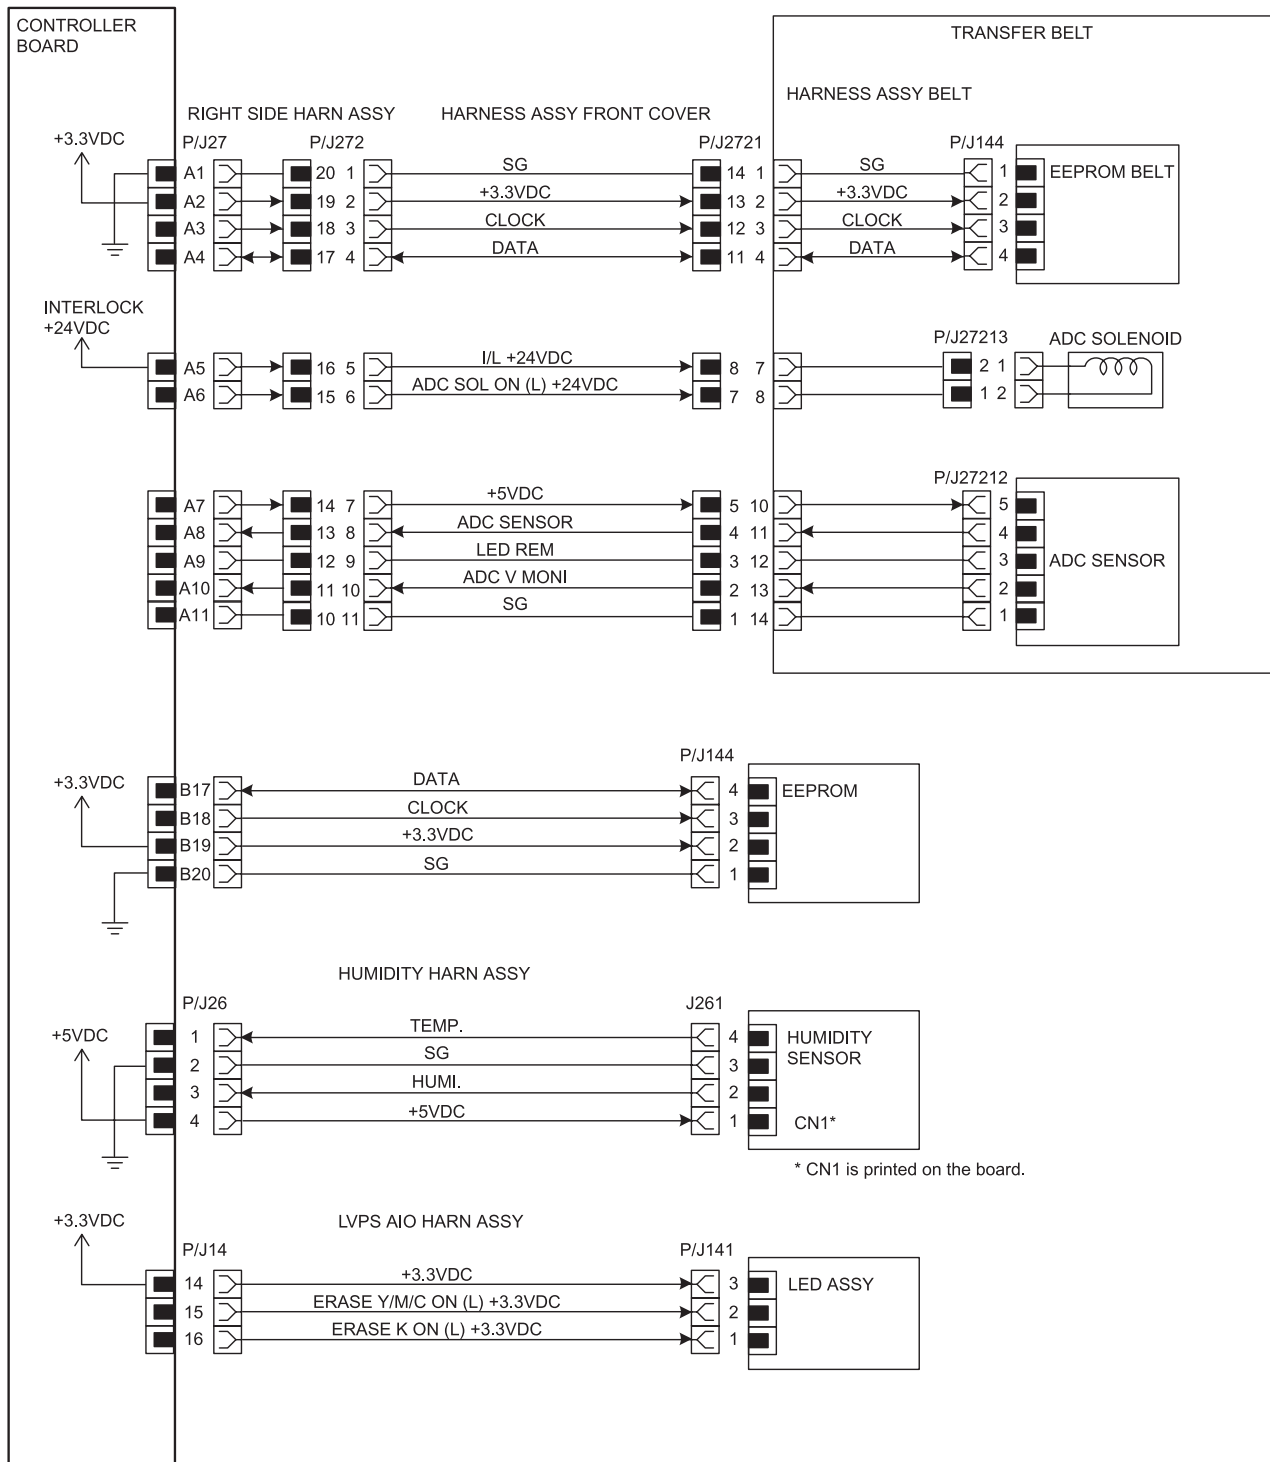 CONTROLLER
BOARD
TRANSFER BELT
HARNESS ASSY BELT
RIGHT SIDE HARN ASSY HARNESS ASSY FRONT COVER
+3.3VDC P/J27 P/J272 P/J2721 P/J144
A1 20 1 SG 14 1 SG 1 EEPROM BELT
A2 19 2 +3.3VDC 13 2 +3.3VDC 2
A3 18 3 CLOCK 12 3 CLOCK 3
A4 17 4 DATA 11 4 DATA 4
INTERLOCK
+24VDC
P/J27213 ADC SOLENOID
A5 16 5 I/L +24VDC 8 7 2 1
A6 15 6 ADC SOL ON (L) +24VDC 7 8 1 2
P/J27212
A7 14 7 +5VDC 5 10 5
A8 13 8 ADC SENSOR 4 11 4
A9 12 9 LED REM 3 12 3 ADC SENSOR
A10 11 10 ADC V MONI 2 13 2
A11 10 11 SG 1 14 1
P/J144
+3.3VDC
B17 DATA 4 EEPROM
B18 CLOCK 3
B19 +3.3VDC 2
B20 SG 1
HUMIDITY HARN ASSY
P/J26 J261
+5VDC
1 TEMP. 4 HUMIDITY
2 SG 3 SENSOR
3 HUMI. 2
4 +5VDC 1 CN1*
* CN1 is printed on the board.
+3.3VDC LVPS AIO HARN ASSY
P/J14 P/J141
14 +3.3VDC 3 LED ASSY
15 ERASE Y/M/C ON (L) +3.3VDC 2
16 ERASE K ON (L) +3.3VDC 1